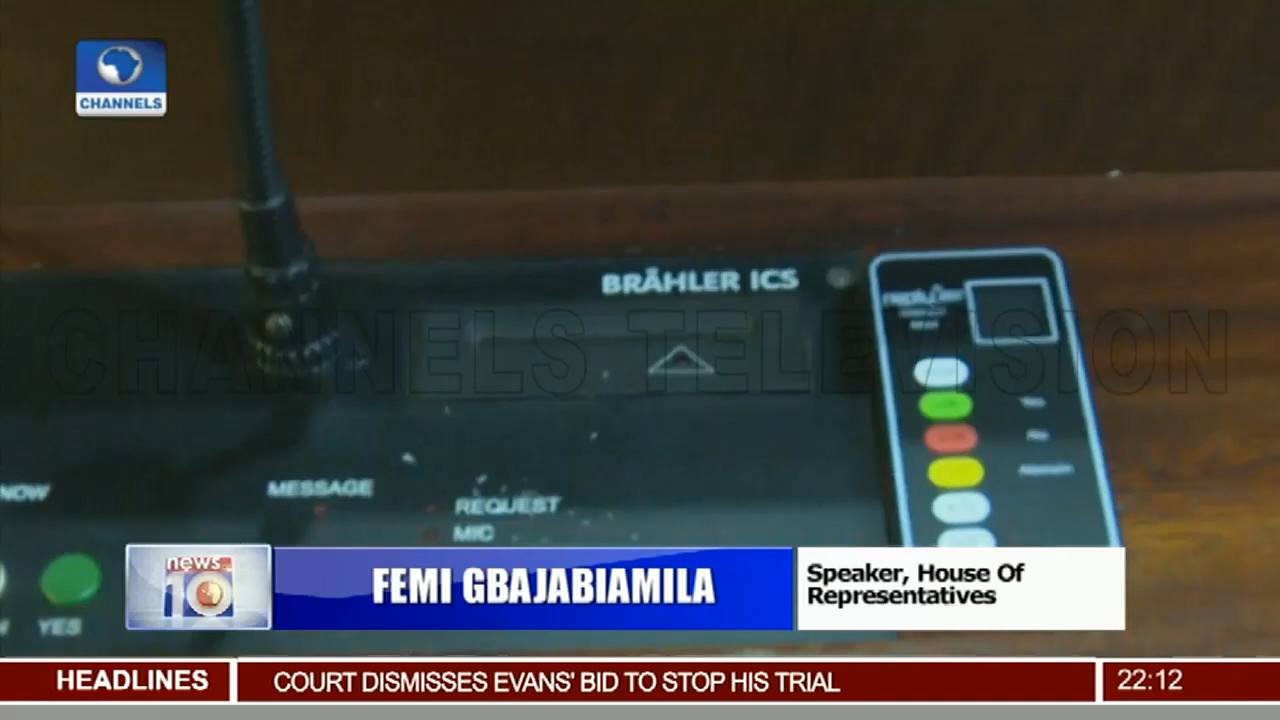 CHANNELS
BRÄHLER ICS
CHANNELS TELEVISION
NOW
MESSAGE
REQUEST
MIC
YES
news
10
FEMI GBAJABIAMILA
Speaker, House Of
Representatives
HEADLINES
COURT DISMISSES EVANS' BID TO STOP HIS TRIAL
22:12